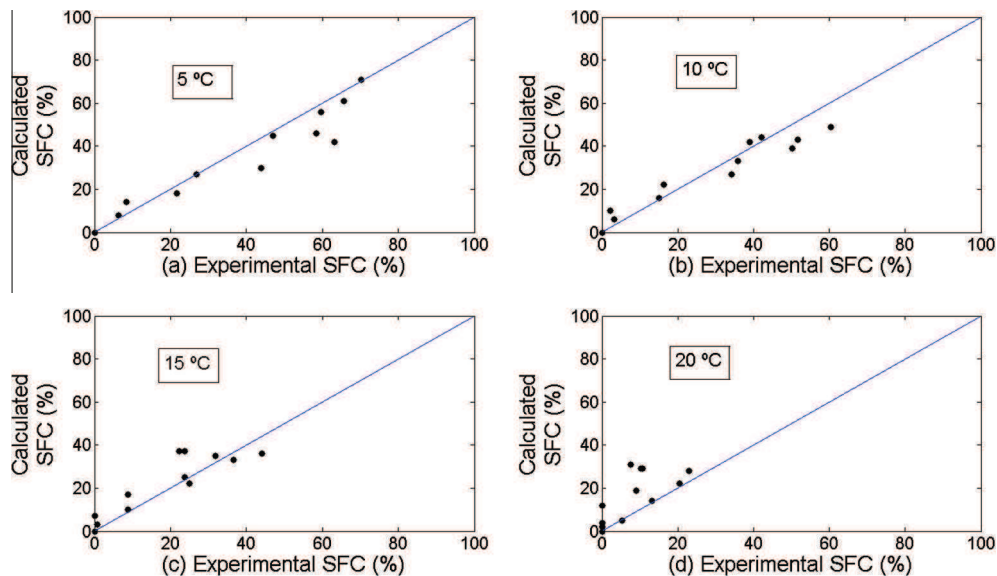 100
80
60
40
20
0
Calculated
SFC (%)
5 ºC
0 20 40 60 80 100
(a) Experimental SFC (%)
100
80
60
40
20
0
Calculated
SFC (%)
10 ºC
0 20 40 60 80 100
(b) Experimental SFC (%)
100
80
60
40
20
0
Calculated
SFC (%)
15 ºC
0 20 40 60 80 100
(c) Experimental SFC (%)
100
80
60
40
20
0
Calculated
SFC (%)
20 ºC
0 20 40 60 80 100
(d) Experimental SFC (%)